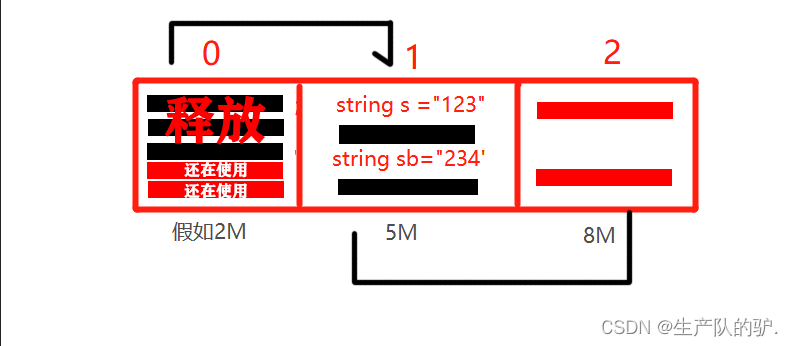 0
1
2
释放
还在使用
还在使用
string s ="123"
string sb="234'
假如2M
5M
8M
CSDN @生产队的驴.